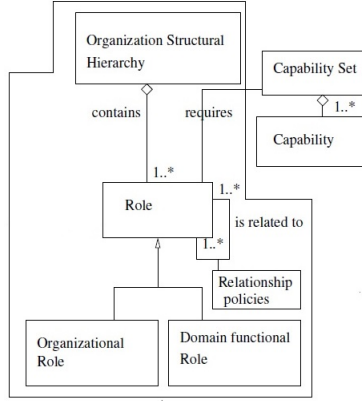 Organization Structural
Hierarchy
Capability Set
contains
requires
1..*
Capability
1..*
1..*
Role
is related to
1..*
Relationship
policies
Organizational
Role
Domain functional
Role